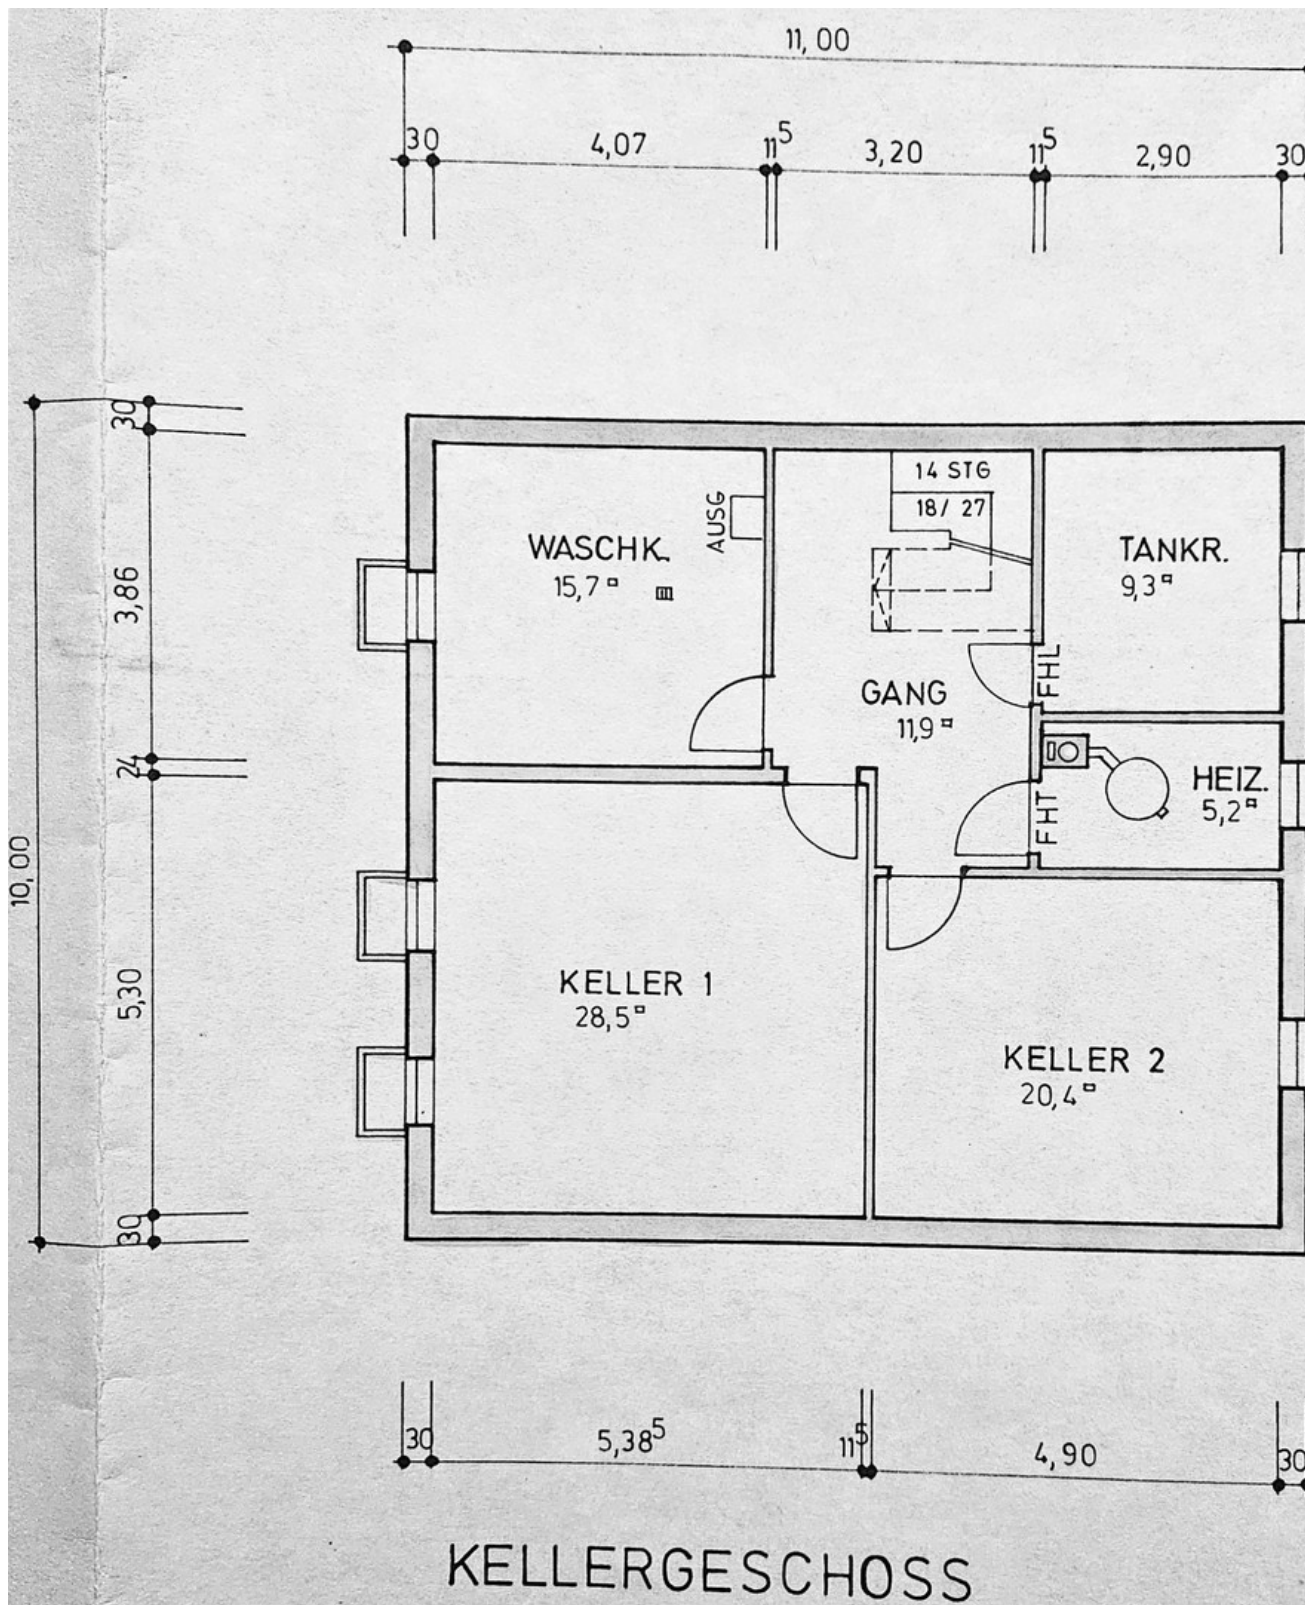 11,00
30
4,07
11⁵
3,20
11⁵
2,90
30
30
3,86
24
10,00
5,30
30
14 STG
18/ 27
AUSG
WASCHK.
15,7 □
TANKR.
9,3 □
FHL
GANG
11,9 □
HEIZ.
5,2 □
FHT
KELLER 1
28,5 □
KELLER 2
20,4 □
30
5,38⁵
11⁵
4,90
30
KELLERGESCHOSS